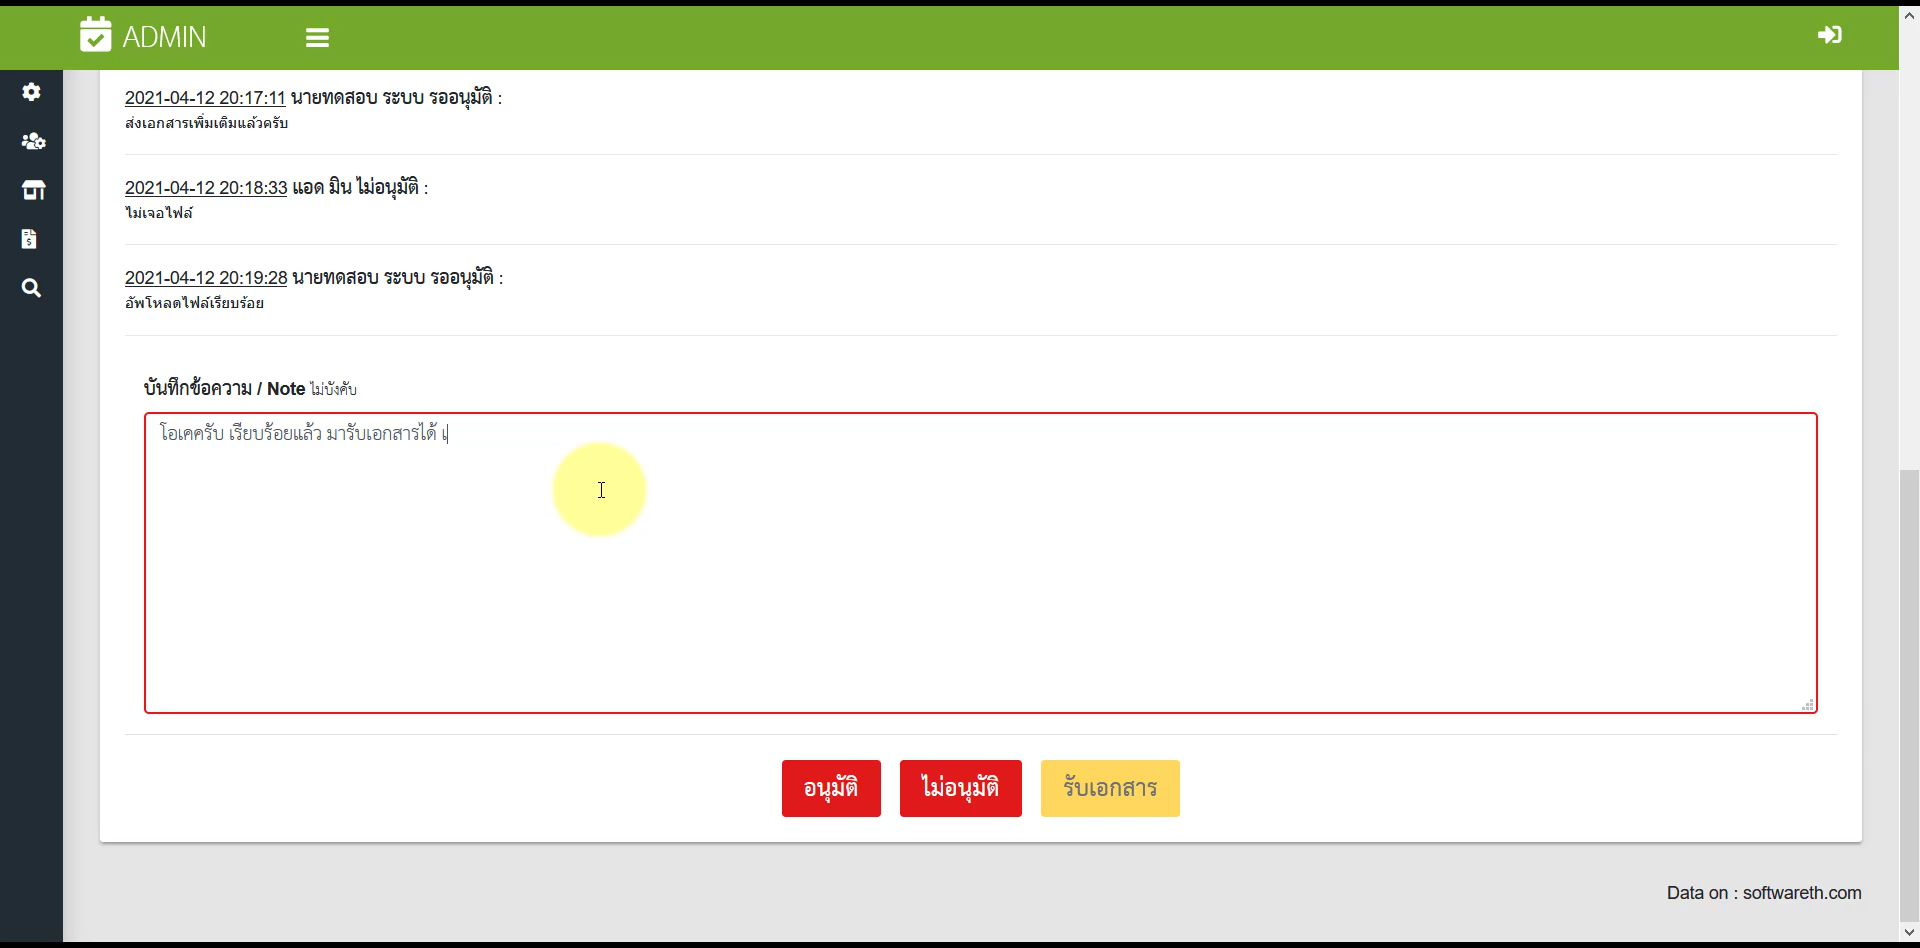 ADMIN
2021-04-12 20:17:11 นายทดสอบ ระบบ รออนุมัติ :
ส่งเอกสารเพิ่มเติมแล้วครับ
2021-04-12 20:18:33 แอด มิน ไม่อนุมัติ :
ไม่เจอไฟล์
2021-04-12 20:19:28 นายทดสอบ ระบบ รออนุมัติ :
อัพโหลดไฟล์เรียบร้อย
บันทึกข้อความ / Note ไม่บังคับ
โอเคครับ เรียบร้อยแล้ว มารับเอกสารได้ เ
อนุมัติ ไม่อนุมัติ รับเอกสาร
Data on : softwareth.com